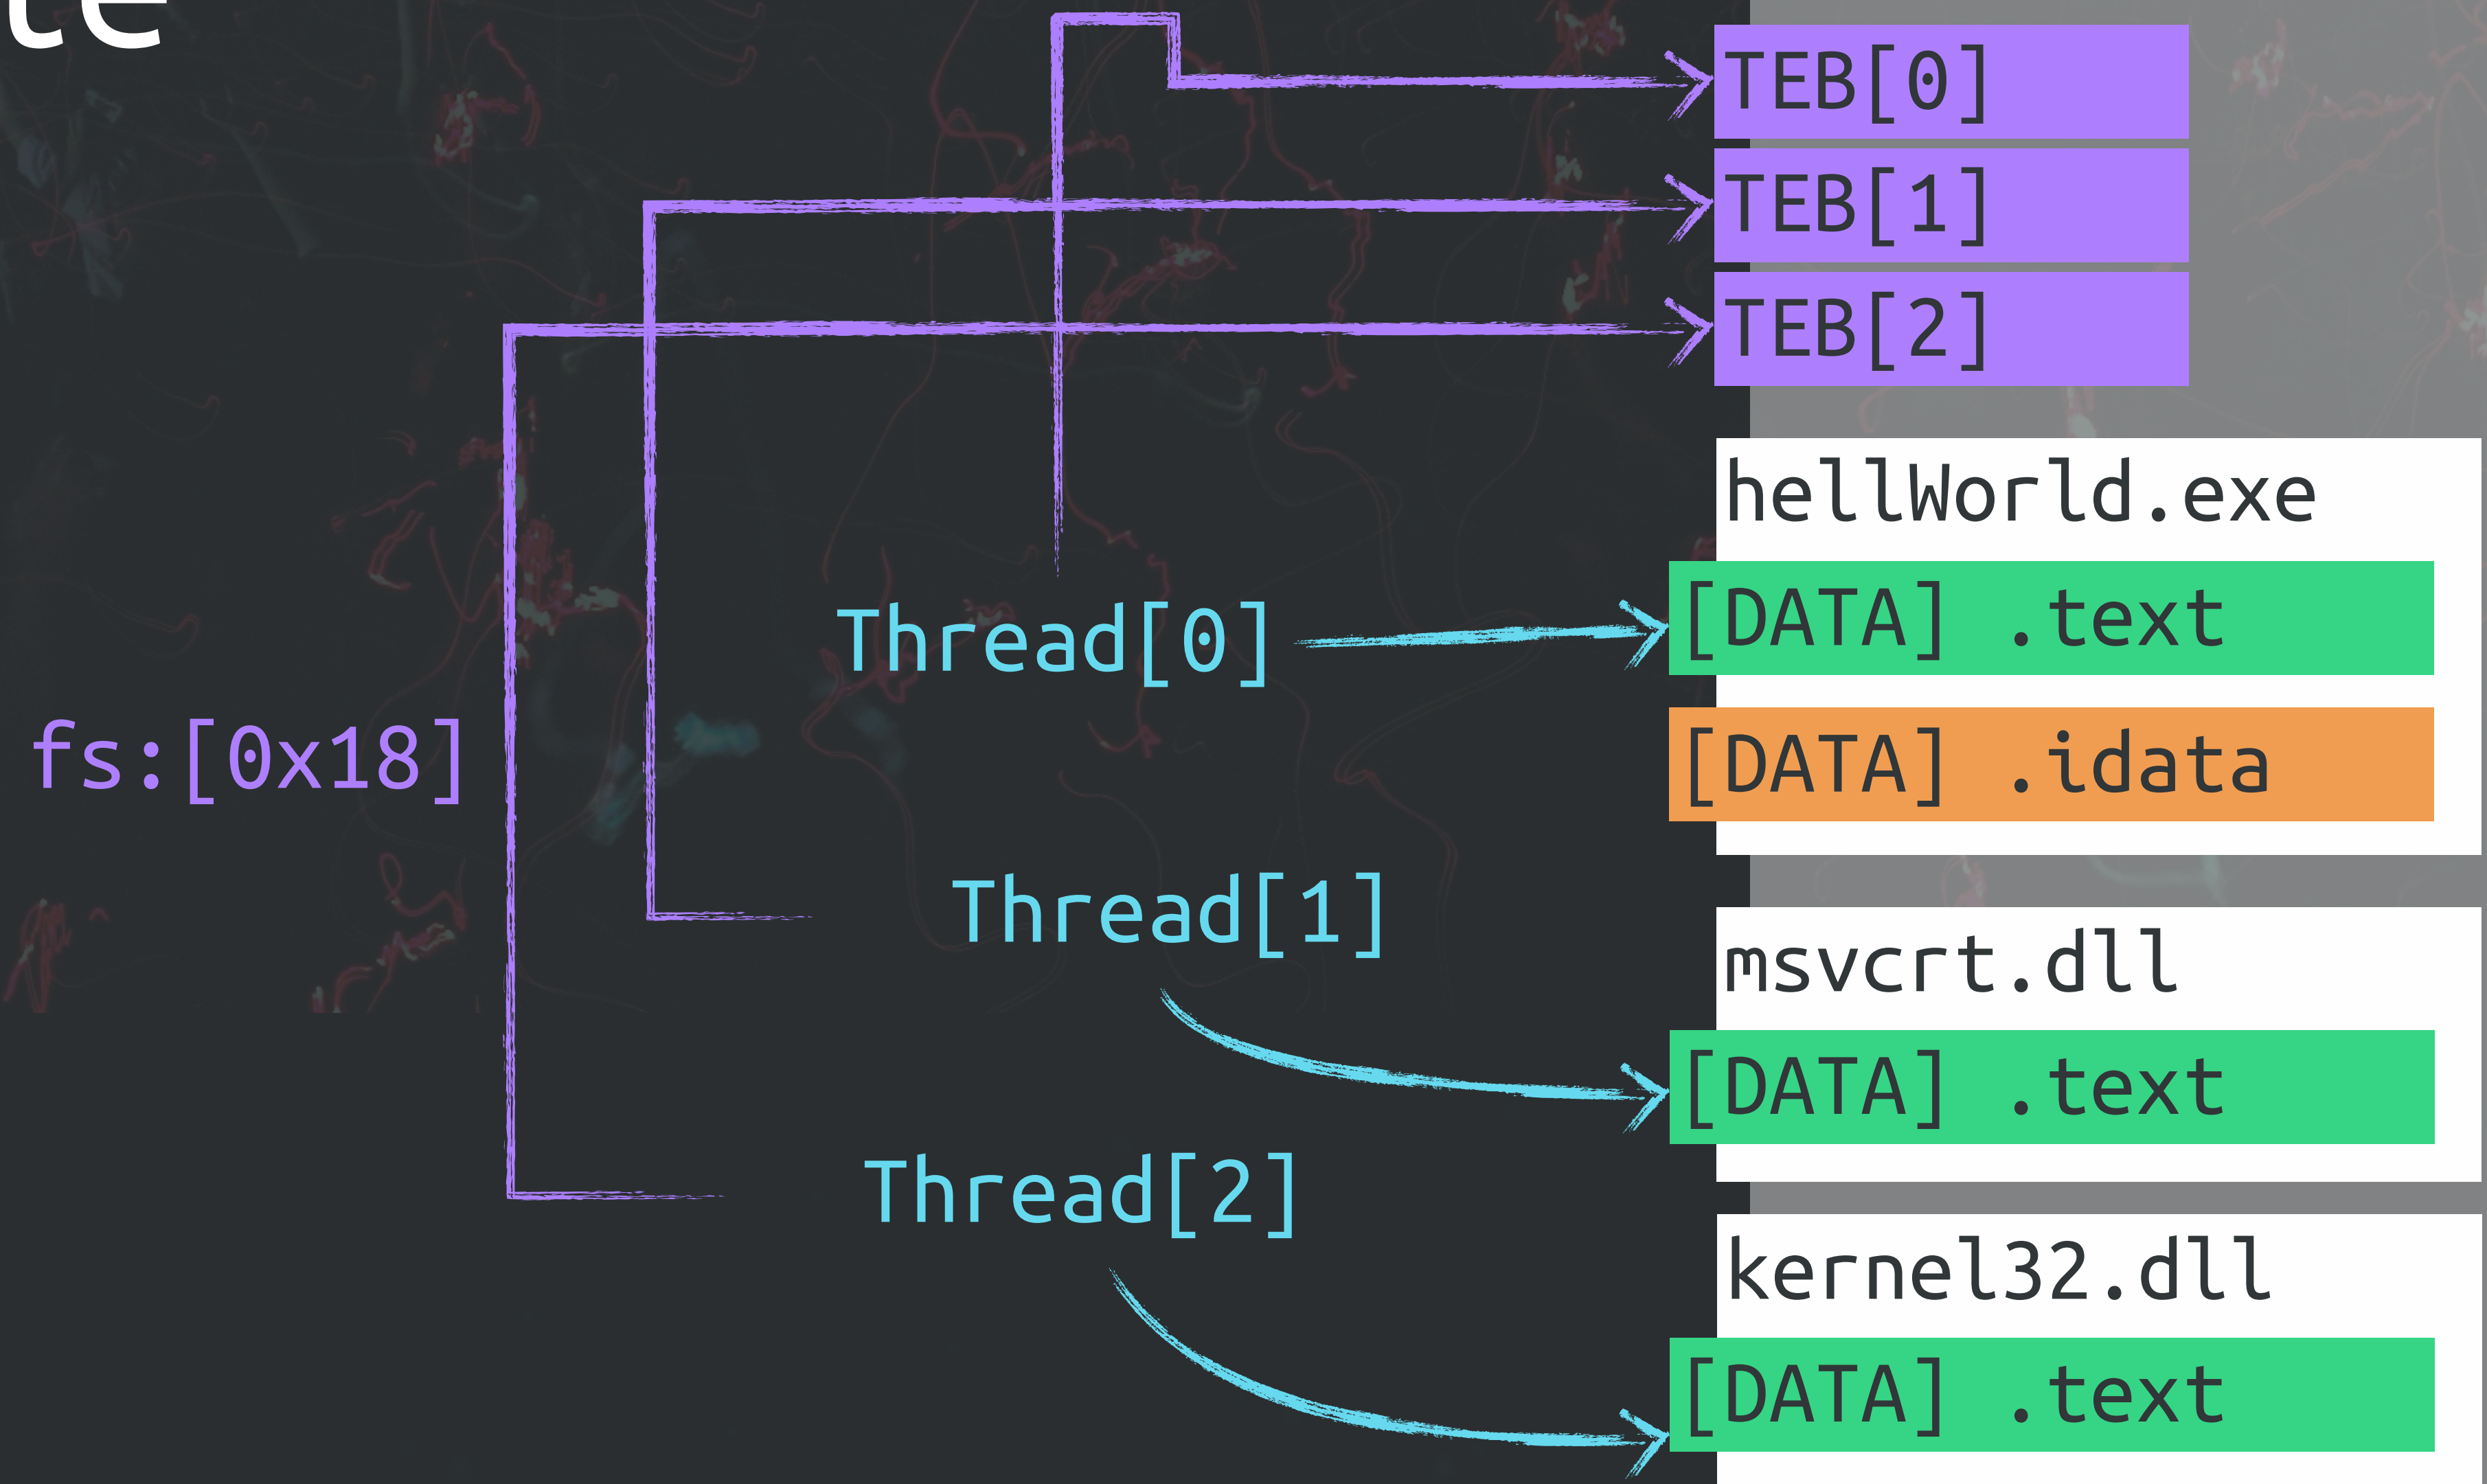 TEB[0]
TEB[1]
TEB[2]
hellWorld.exe
Thread[0]
[DATA] .text
fs:[0x18]
[DATA] .idata
Thread[1]
msvcrt.dll
[DATA] .text
Thread[2]
kernel32.dll
[DATA] .text